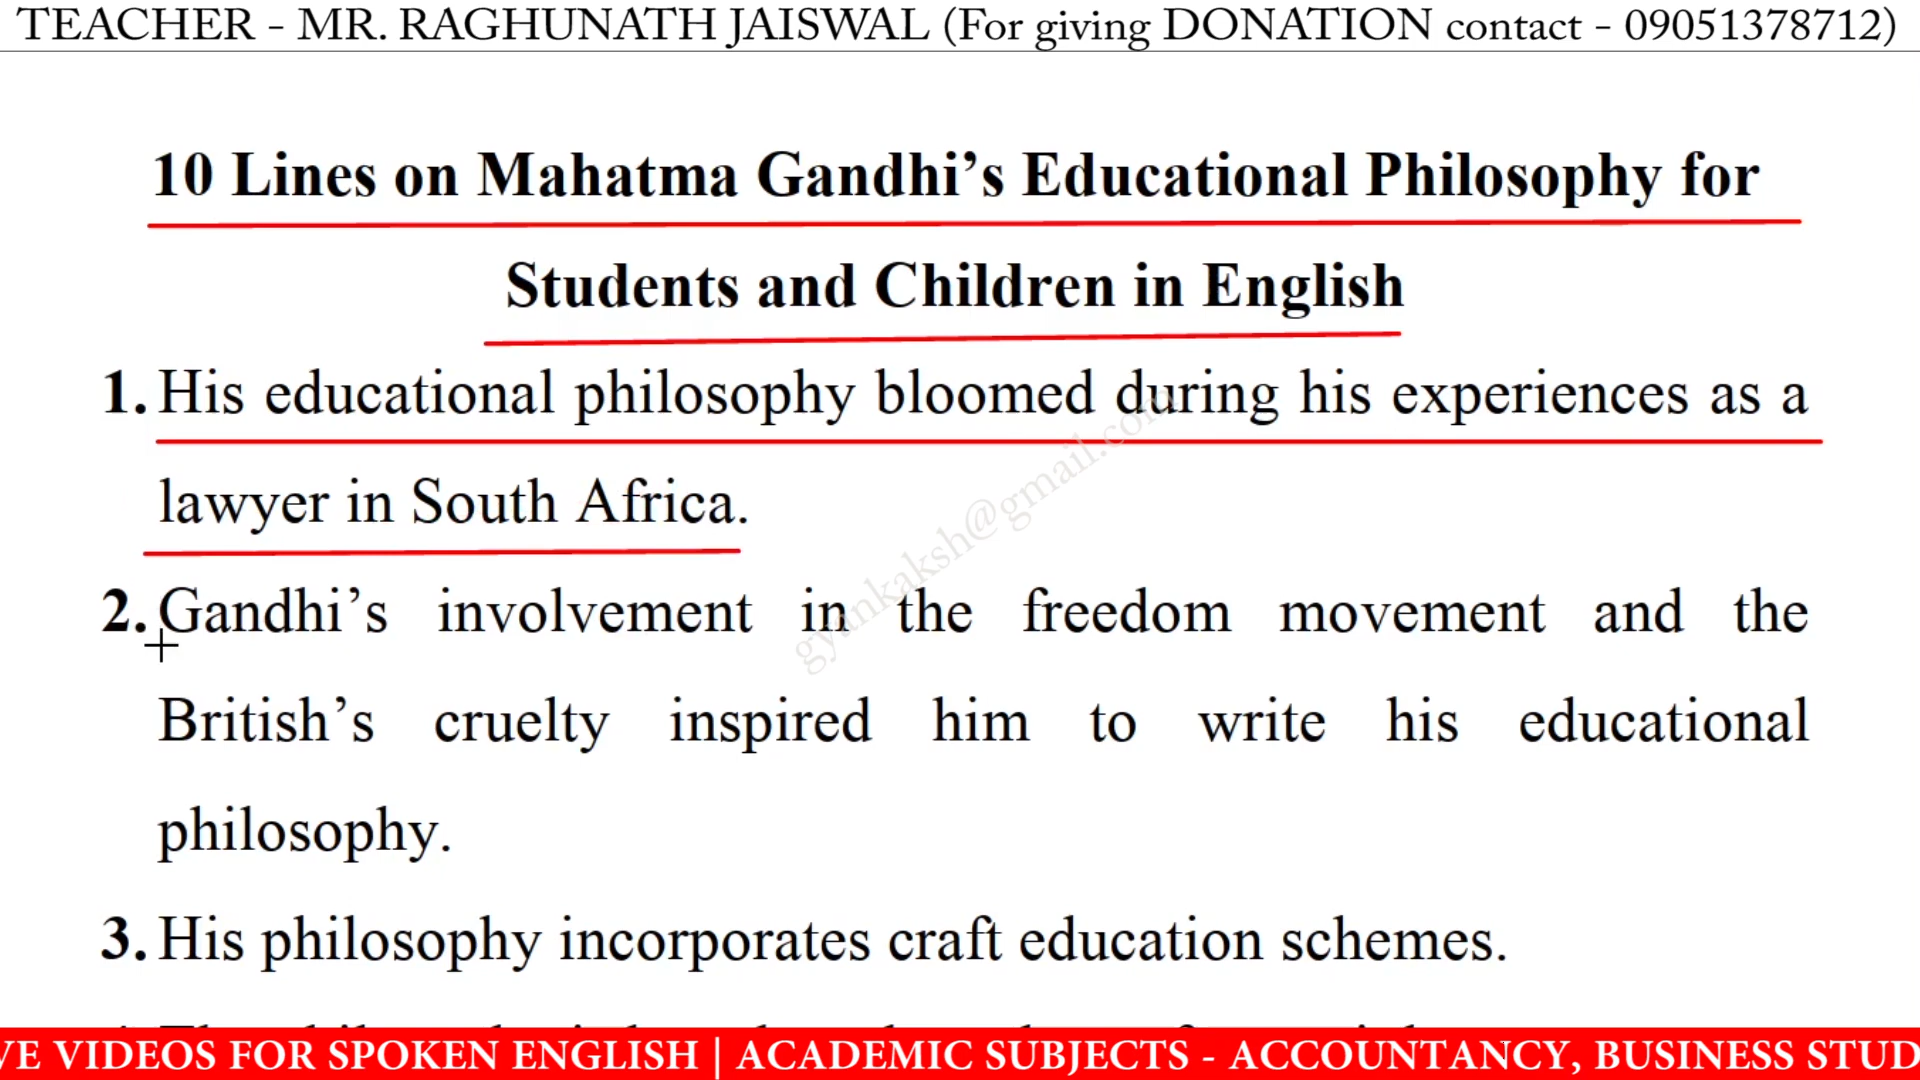 TEACHER - MR. RAGHUNATH JAISWAL (For giving DONATION contact - 09051378712)
10 Lines on Mahatma Gandhi’s Educational Philosophy for
Students and Children in English
1. His educational philosophy bloomed during his experiences as a
lawyer in South Africa.
gyankaksh@gmail.com
2. Gandhi’s involvement in the freedom movement and the
British’s cruelty inspired him to write his educational
philosophy.
3. His philosophy incorporates craft education schemes.
VE VIDEOS FOR SPOKEN ENGLISH | ACADEMIC SUBJECTS - ACCOUNTANCY, BUSINESS STUD